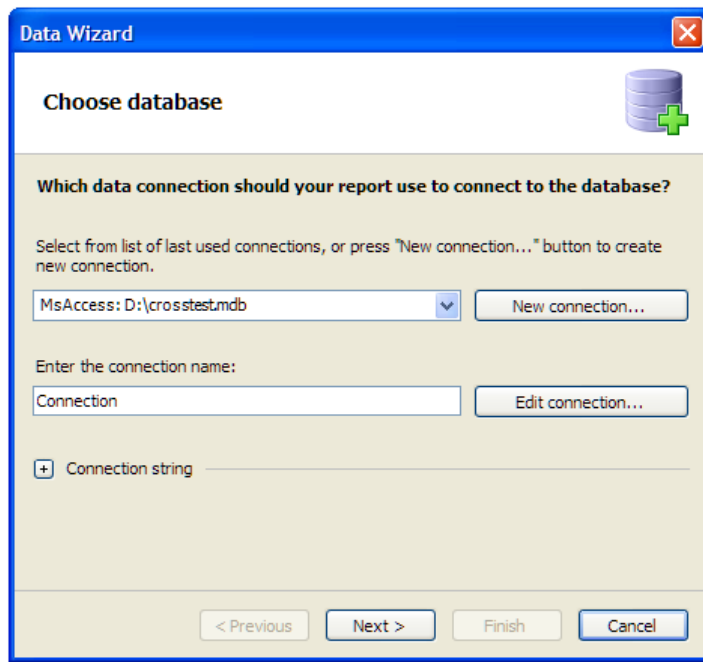 Data Wizard
Choose database
Which data connection should your report use to connect to the database?
Select from list of last used connections, or press "New connection..." button to create
new connection.
MsAccess: D:\crosstest.mdb
New connection...
Enter the connection name:
Connection
Edit connection...
Connection string
< Previous
Next >
Finish
Cancel